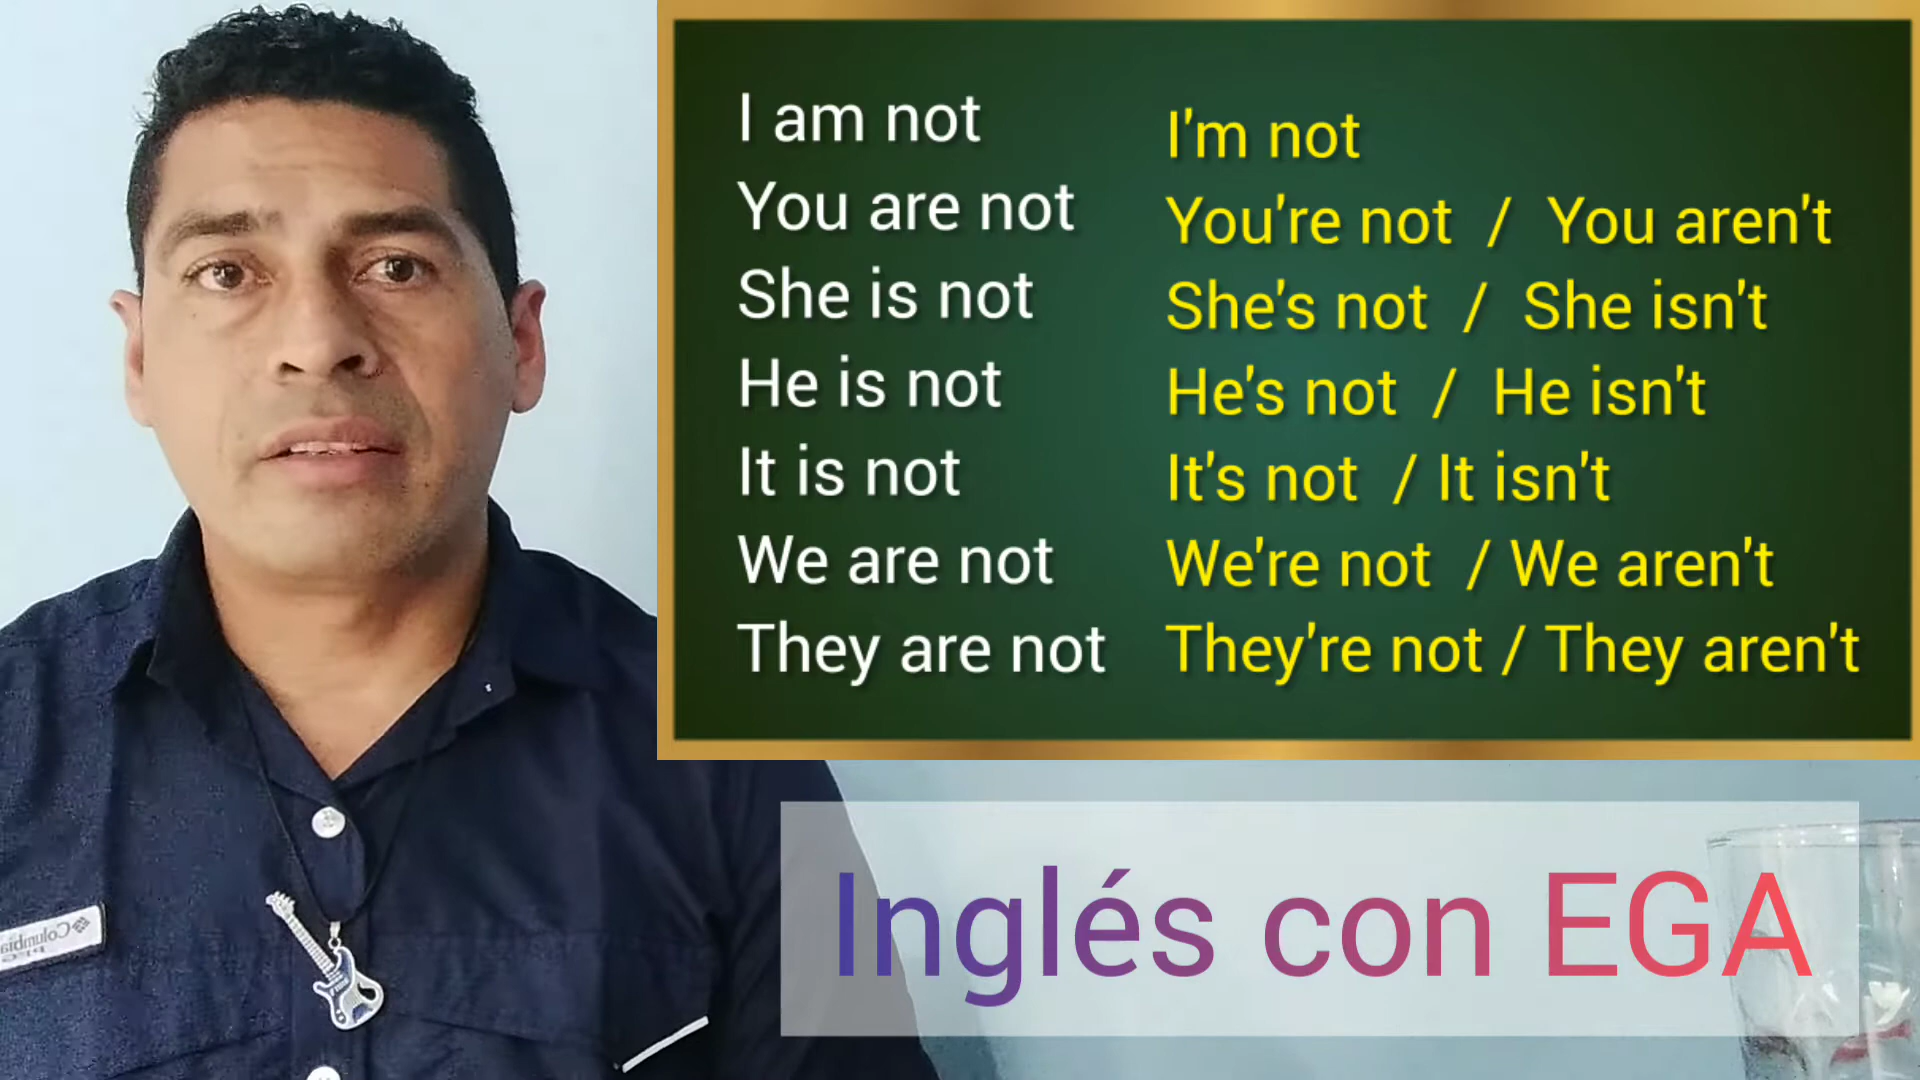 I am not
You are not
She is not
He is not
It is not
We are not
They are not
I'm not
You're not / You aren't
She's not / She isn't
He's not / He isn't
It's not / It isn't
We're not / We aren't
They're not / They aren't
Inglés con EGA
Columbia